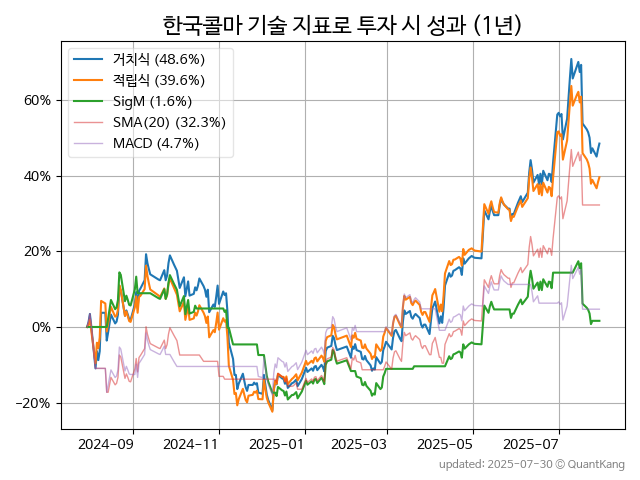 한국콜마 기술 지표로 투자 시 성과 (1년)
거치식 (48.6%)
적립식 (39.6%)
SigM (1.6%)
SMA(20) (32.3%)
MACD (4.7%)
60%
40%
20%
0%
−20%
2024-09 2024-11 2025-01 2025-03 2025-05 2025-07
updated: 2025-07-30 © QuantKang